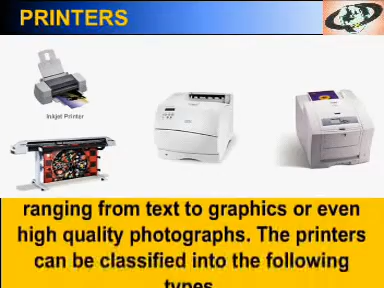 PRINTERS
Inkjet Printer
ranging from text to graphics or even
high quality photographs. The printers
can be classified into the following
types